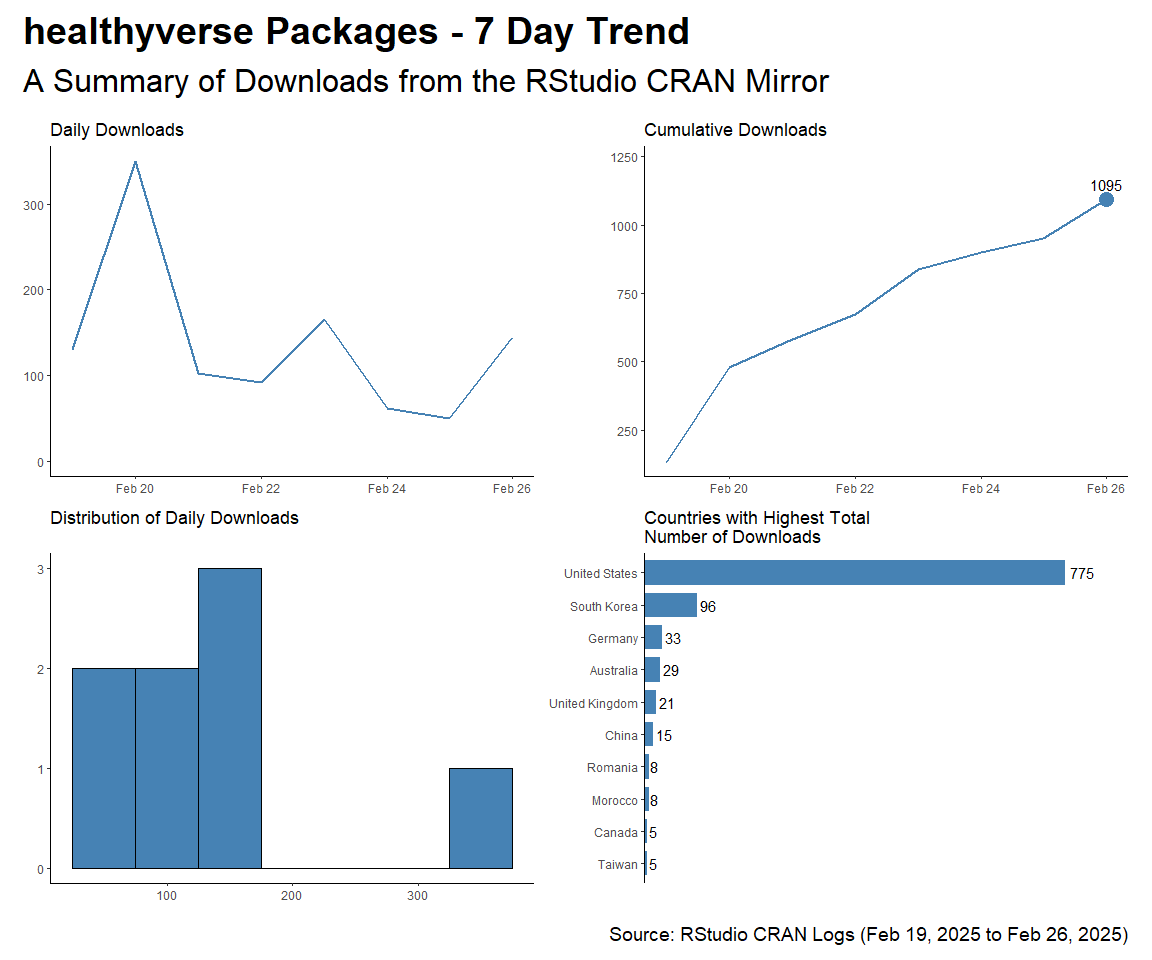 healthyverse Packages - 7 Day Trend
A Summary of Downloads from the RStudio CRAN Mirror
Daily Downloads
300
200
100
0
Feb 20 Feb 22 Feb 24 Feb 26
Cumulative Downloads
1250
1000
750
500
250
1095
Feb 20 Feb 22 Feb 24 Feb 26
Distribution of Daily Downloads
3
2
1
0
100 200 300
Countries with Highest Total
Number of Downloads
United States 775
South Korea 96
Germany 33
Australia 29
United Kingdom 21
China 15
Romania 8
Morocco 8
Canada 5
Taiwan 5
Source: RStudio CRAN Logs (Feb 19, 2025 to Feb 26, 2025)